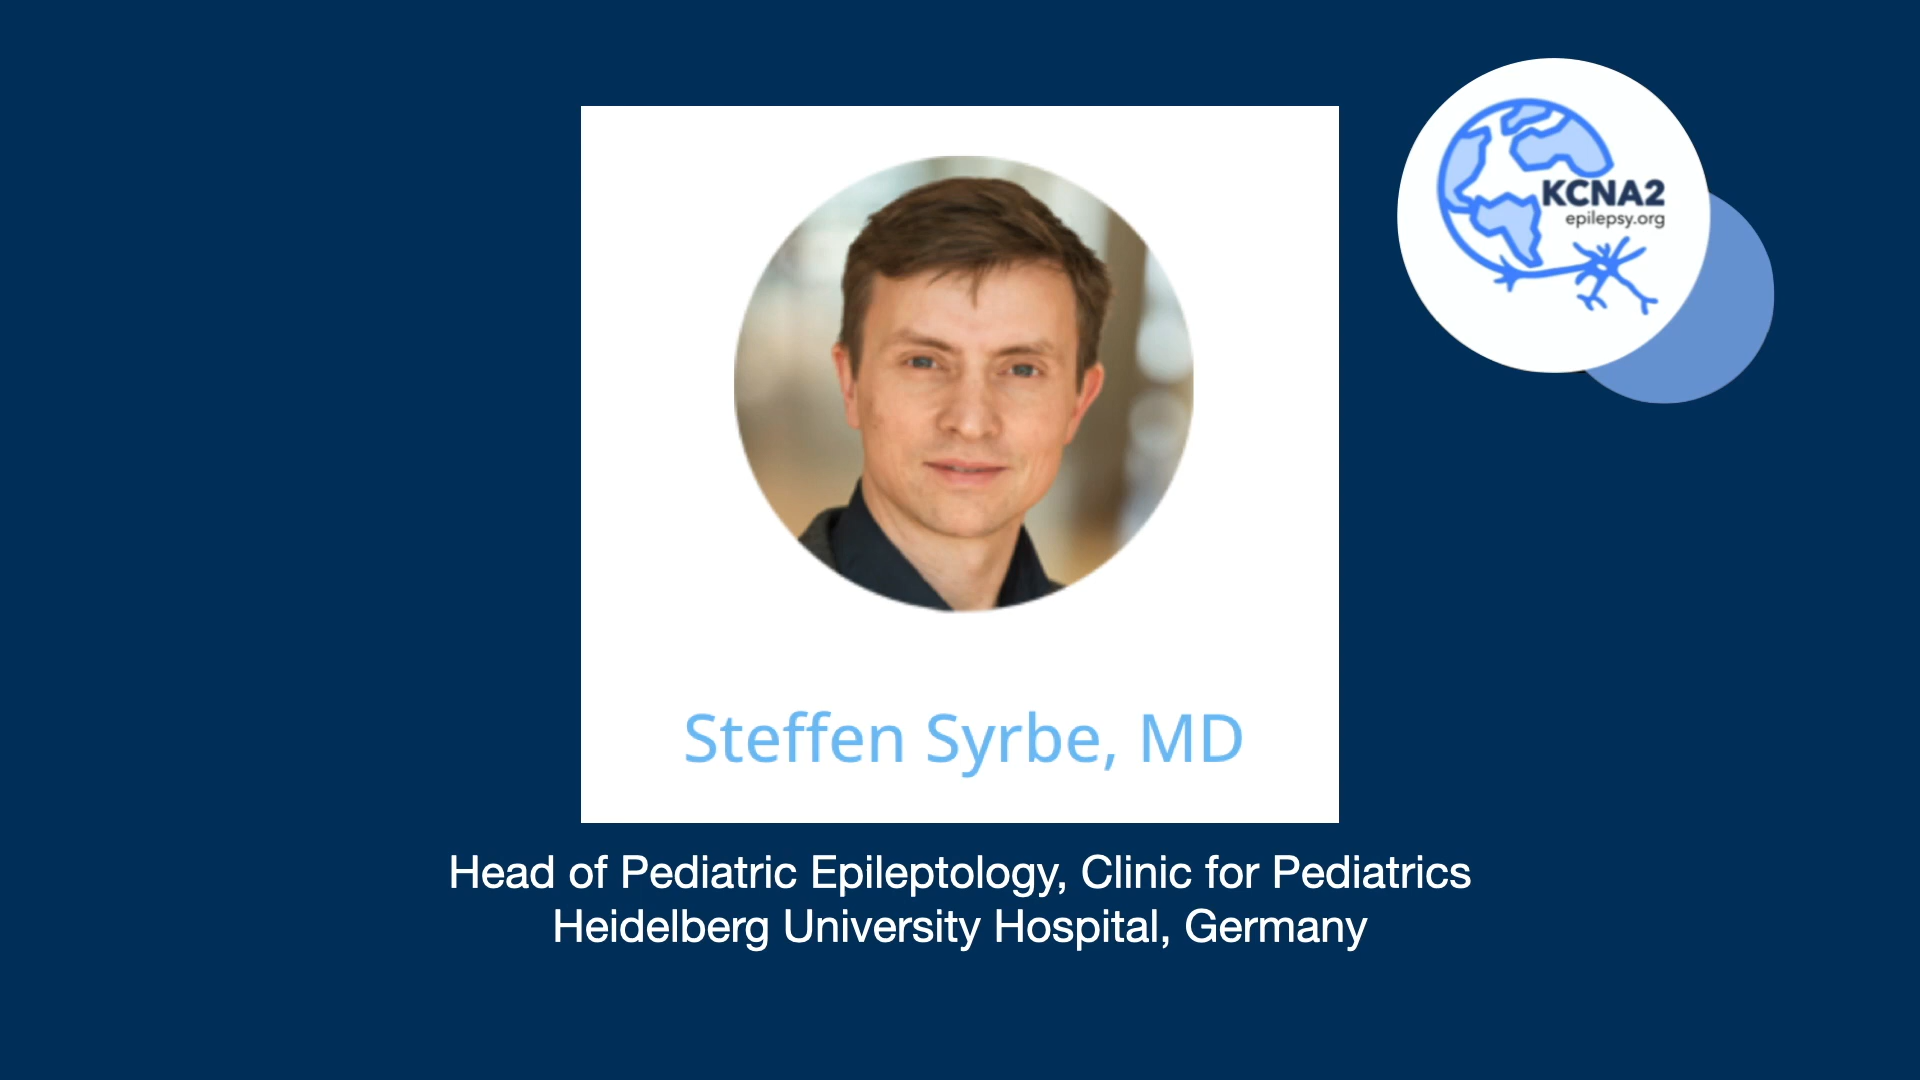 KCNA2
epilepsy.org
Steffen Syrbe, MD
Head of Pediatric Epileptology, Clinic for Pediatrics
Heidelberg University Hospital, Germany